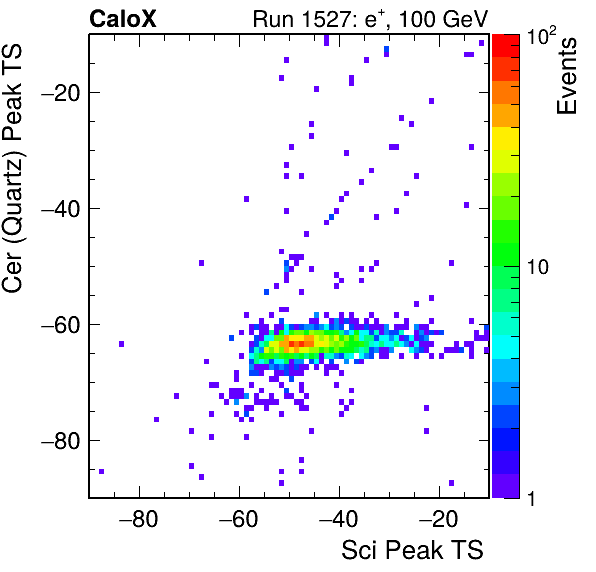 CaloX Run 1527: e⁺, 100 GeV
Cer (Quartz) Peak TS
−20
−40
−60
−80
−80 −60 −40 −20
Sci Peak TS
10²
10
1
Events